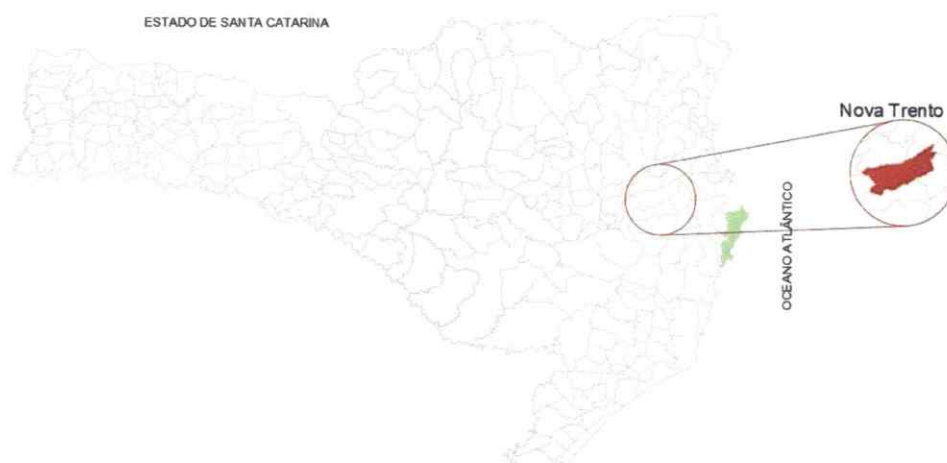 ESTADO DE SANTA CATARINA
Nova Trento
OCEANO ATLÂNTICO